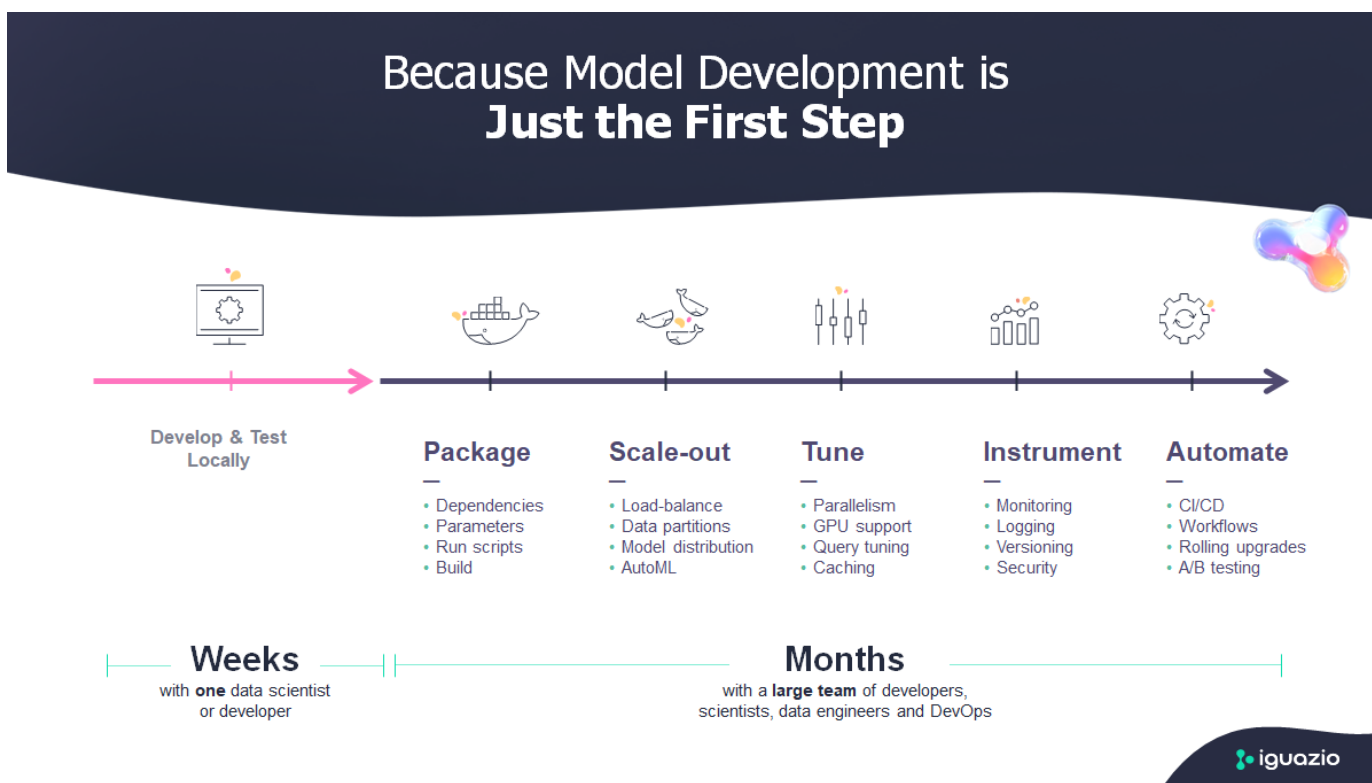 Because Model Development is
Just the First Step
Develop & Test
Locally
Package
• Dependencies
• Parameters
• Run scripts
• Build
Scale-out
• Load-balance
• Data partitions
• Model distribution
• AutoML
Tune
• Parallelism
• GPU support
• Query tuning
• Caching
Instrument
• Monitoring
• Logging
• Versioning
• Security
Automate
• CI/CD
• Workflows
• Rolling upgrades
• A/B testing
Weeks
with one data scientist
or developer
Months
with a large team of developers,
scientists, data engineers and DevOps
iguazio